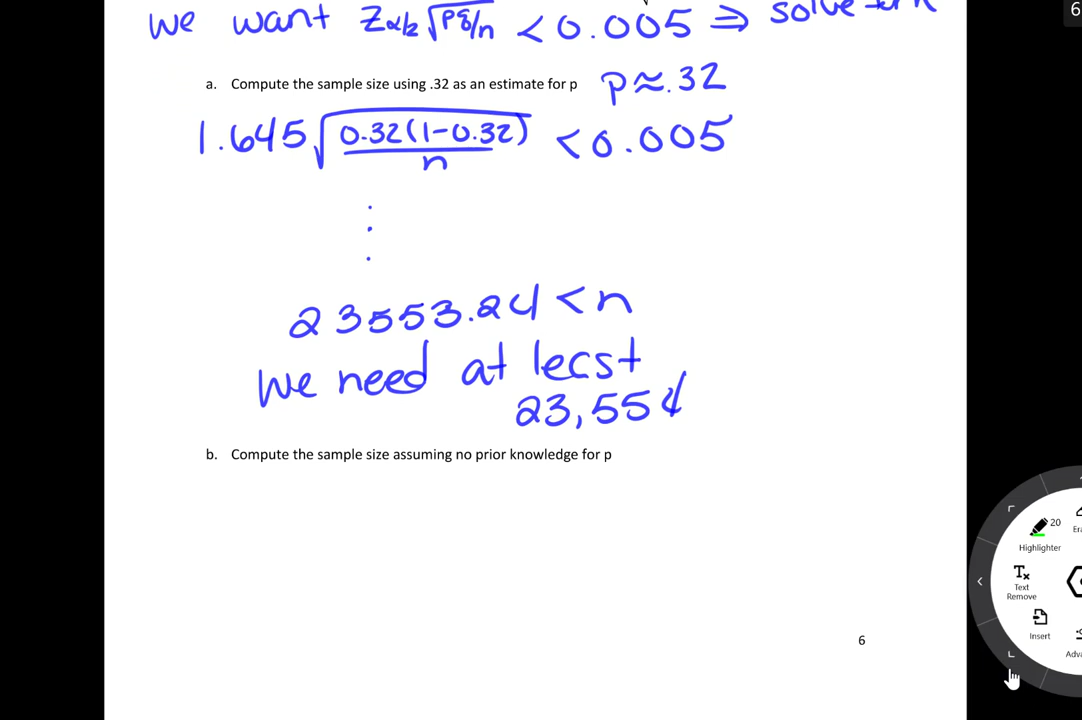 we want Zα/2 √pq̂/n < 0.005 ⇒ solve for n
6
a. Compute the sample size using .32 as an estimate for p p≈.32
1.645 √0.32(1-0.32)/n < 0.005
⋮
23553.24 < n
we need at lecst
23,554
b. Compute the sample size assuming no prior knowledge for p
20
Highlighter
Tx
Text
Remove
Insert
6